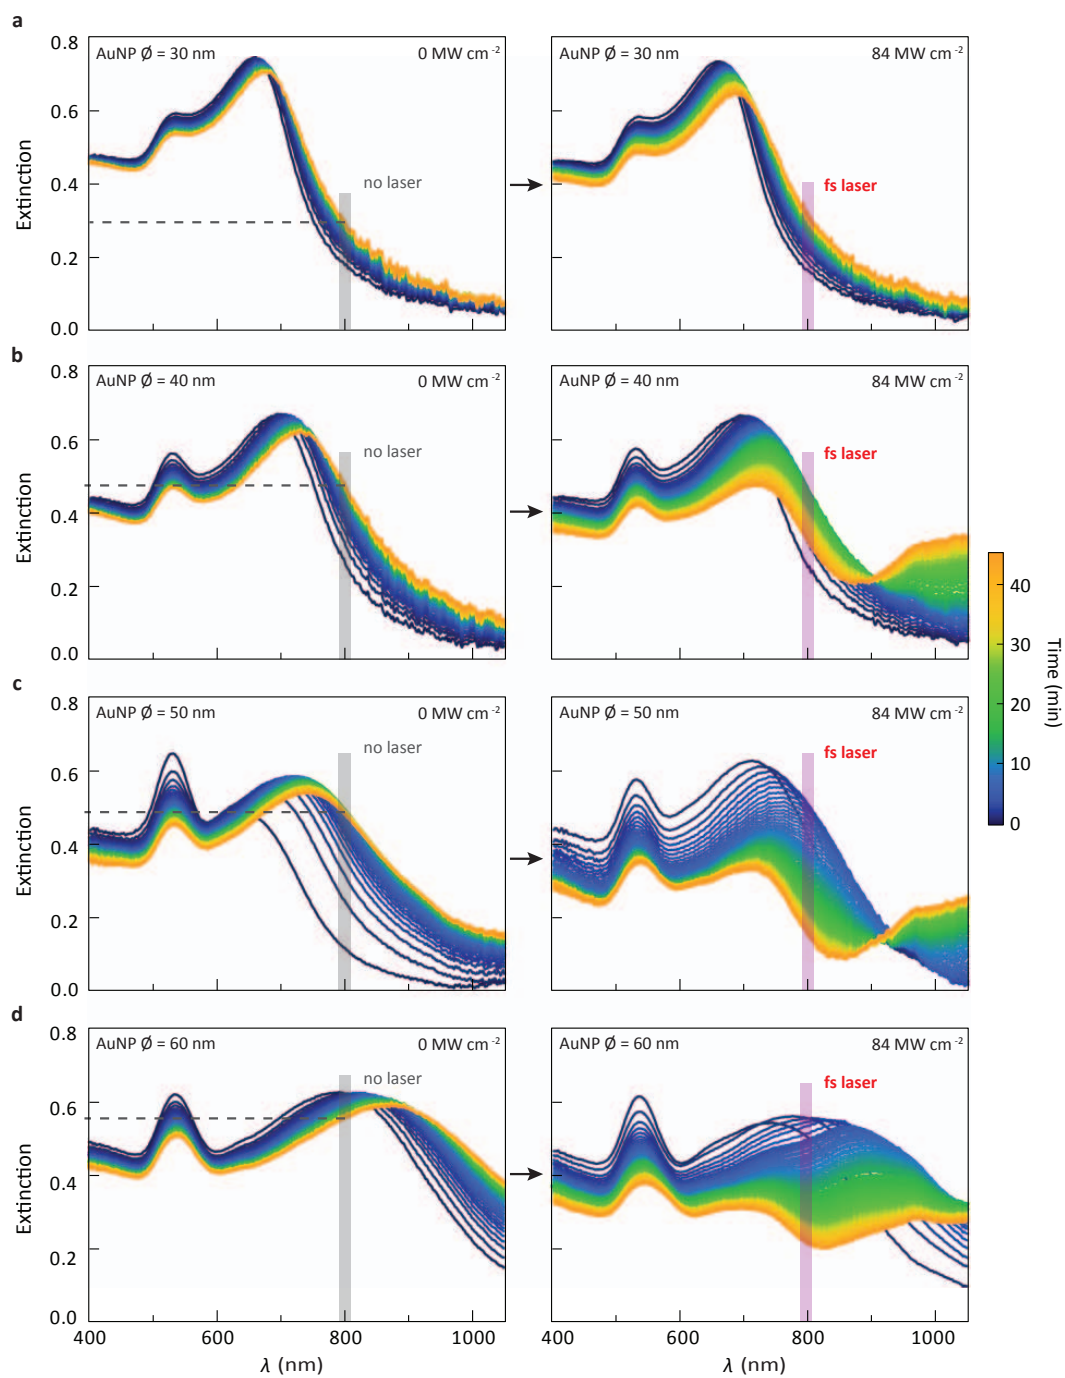 a
AuNP Ø = 30 nm
0 MW cm⁻²
no laser
AuNP Ø = 30 nm
84 MW cm⁻²
fs laser
Extinction
0.8
0.6
0.4
0.2
0.0
b
AuNP Ø = 40 nm
0 MW cm⁻²
no laser
AuNP Ø = 40 nm
84 MW cm⁻²
fs laser
Extinction
0.8
0.6
0.4
0.2
0.0
c
AuNP Ø = 50 nm
0 MW cm⁻²
no laser
AuNP Ø = 50 nm
84 MW cm⁻²
fs laser
Extinction
0.8
0.6
0.4
0.2
0.0
d
AuNP Ø = 60 nm
0 MW cm⁻²
no laser
AuNP Ø = 60 nm
84 MW cm⁻²
fs laser
Extinction
0.8
0.6
0.4
0.2
0.0
400 600 800 1000
λ (nm)
400 600 800 1000
λ (nm)
40
30
20
10
0
Time (min)